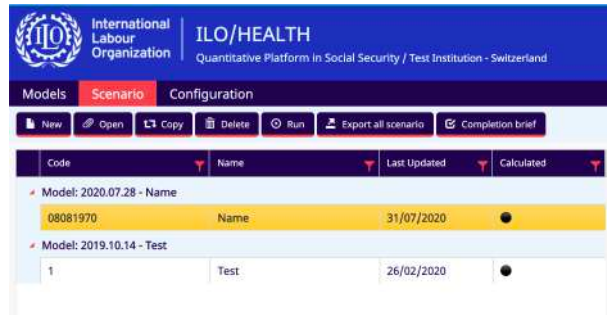 International
Labour
Organization
ILO/HEALTH
Quantitative Platform in Social Security / Test Institution - Switzerland
Models Scenario Configuration
New Open Copy Delete Run Export all scenario Completion brief
Code Name Last Updated Calculated
Model: 2020.07.28 - Name
08081970 Name 31/07/2020
Model: 2019.10.14 - Test
1 Test 26/02/2020